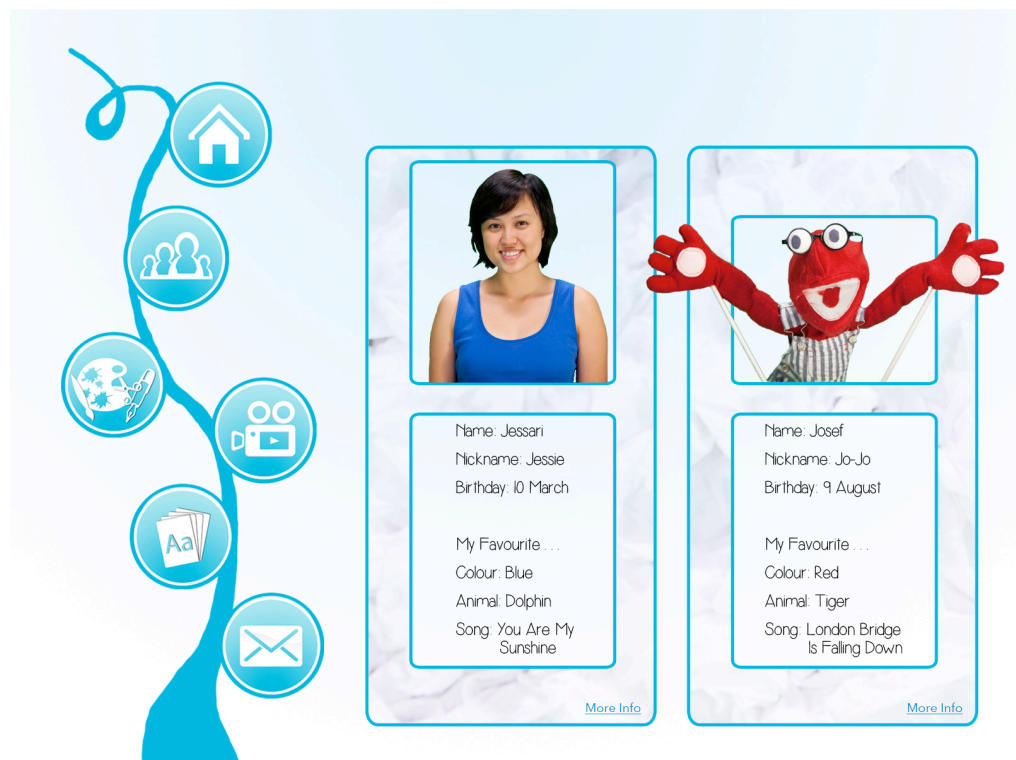 Aa
Name: Jessari
Nickname: Jessie
Birthday: 10 March
My Favourite . . .
Colour: Blue
Animal: Dolphin
Song: You Are My
Sunshine
More Info
Name: Josef
Nickname: Jo-Jo
Birthday: 9 August
My Favourite . . .
Colour: Red
Animal: Tiger
Song: London Bridge
Is Falling Down
More Info